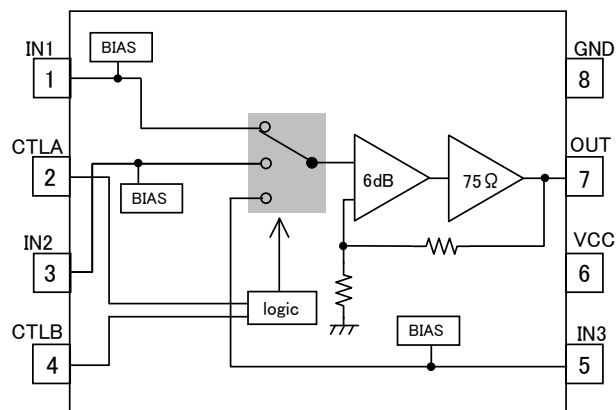 IN1
1
BIAS
CTLA
2
BIAS
IN2
3
CTLB
4
logic
6dB
75Ω
GND
8
OUT
7
VCC
6
BIAS
IN3
5